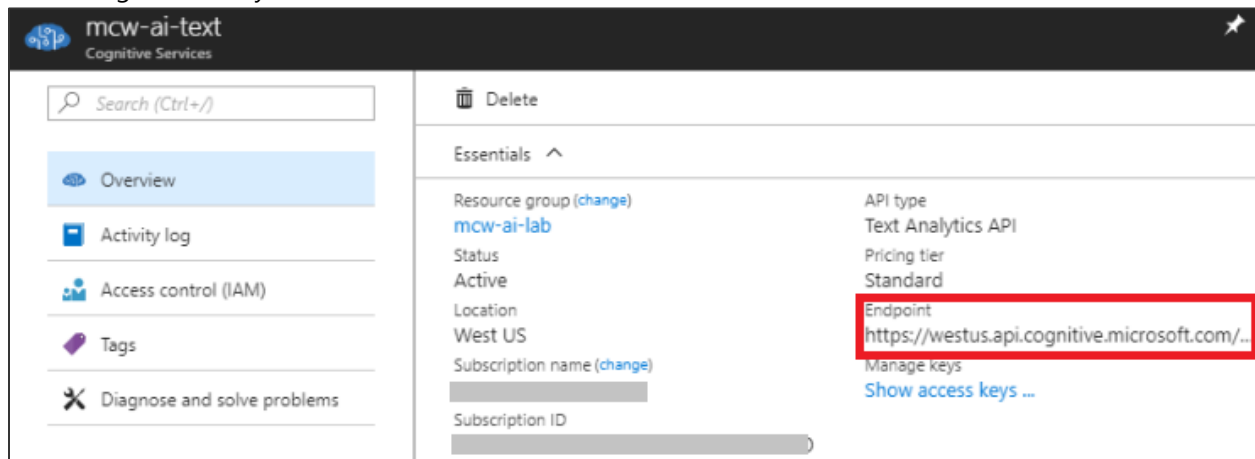 mcw-ai-text
Cognitive Services
Search (Ctrl+/)
Overview
Activity log
Access control (IAM)
Tags
Diagnose and solve problems
Delete
Essentials
Resource group (change)
mcw-ai-lab
Status
Active
Location
West US
Subscription name (change)
Subscription ID
API type
Text Analytics API
Pricing tier
Standard
Endpoint
https://westus.api.cognitive.microsoft.com/...
Manage keys
Show access keys ...